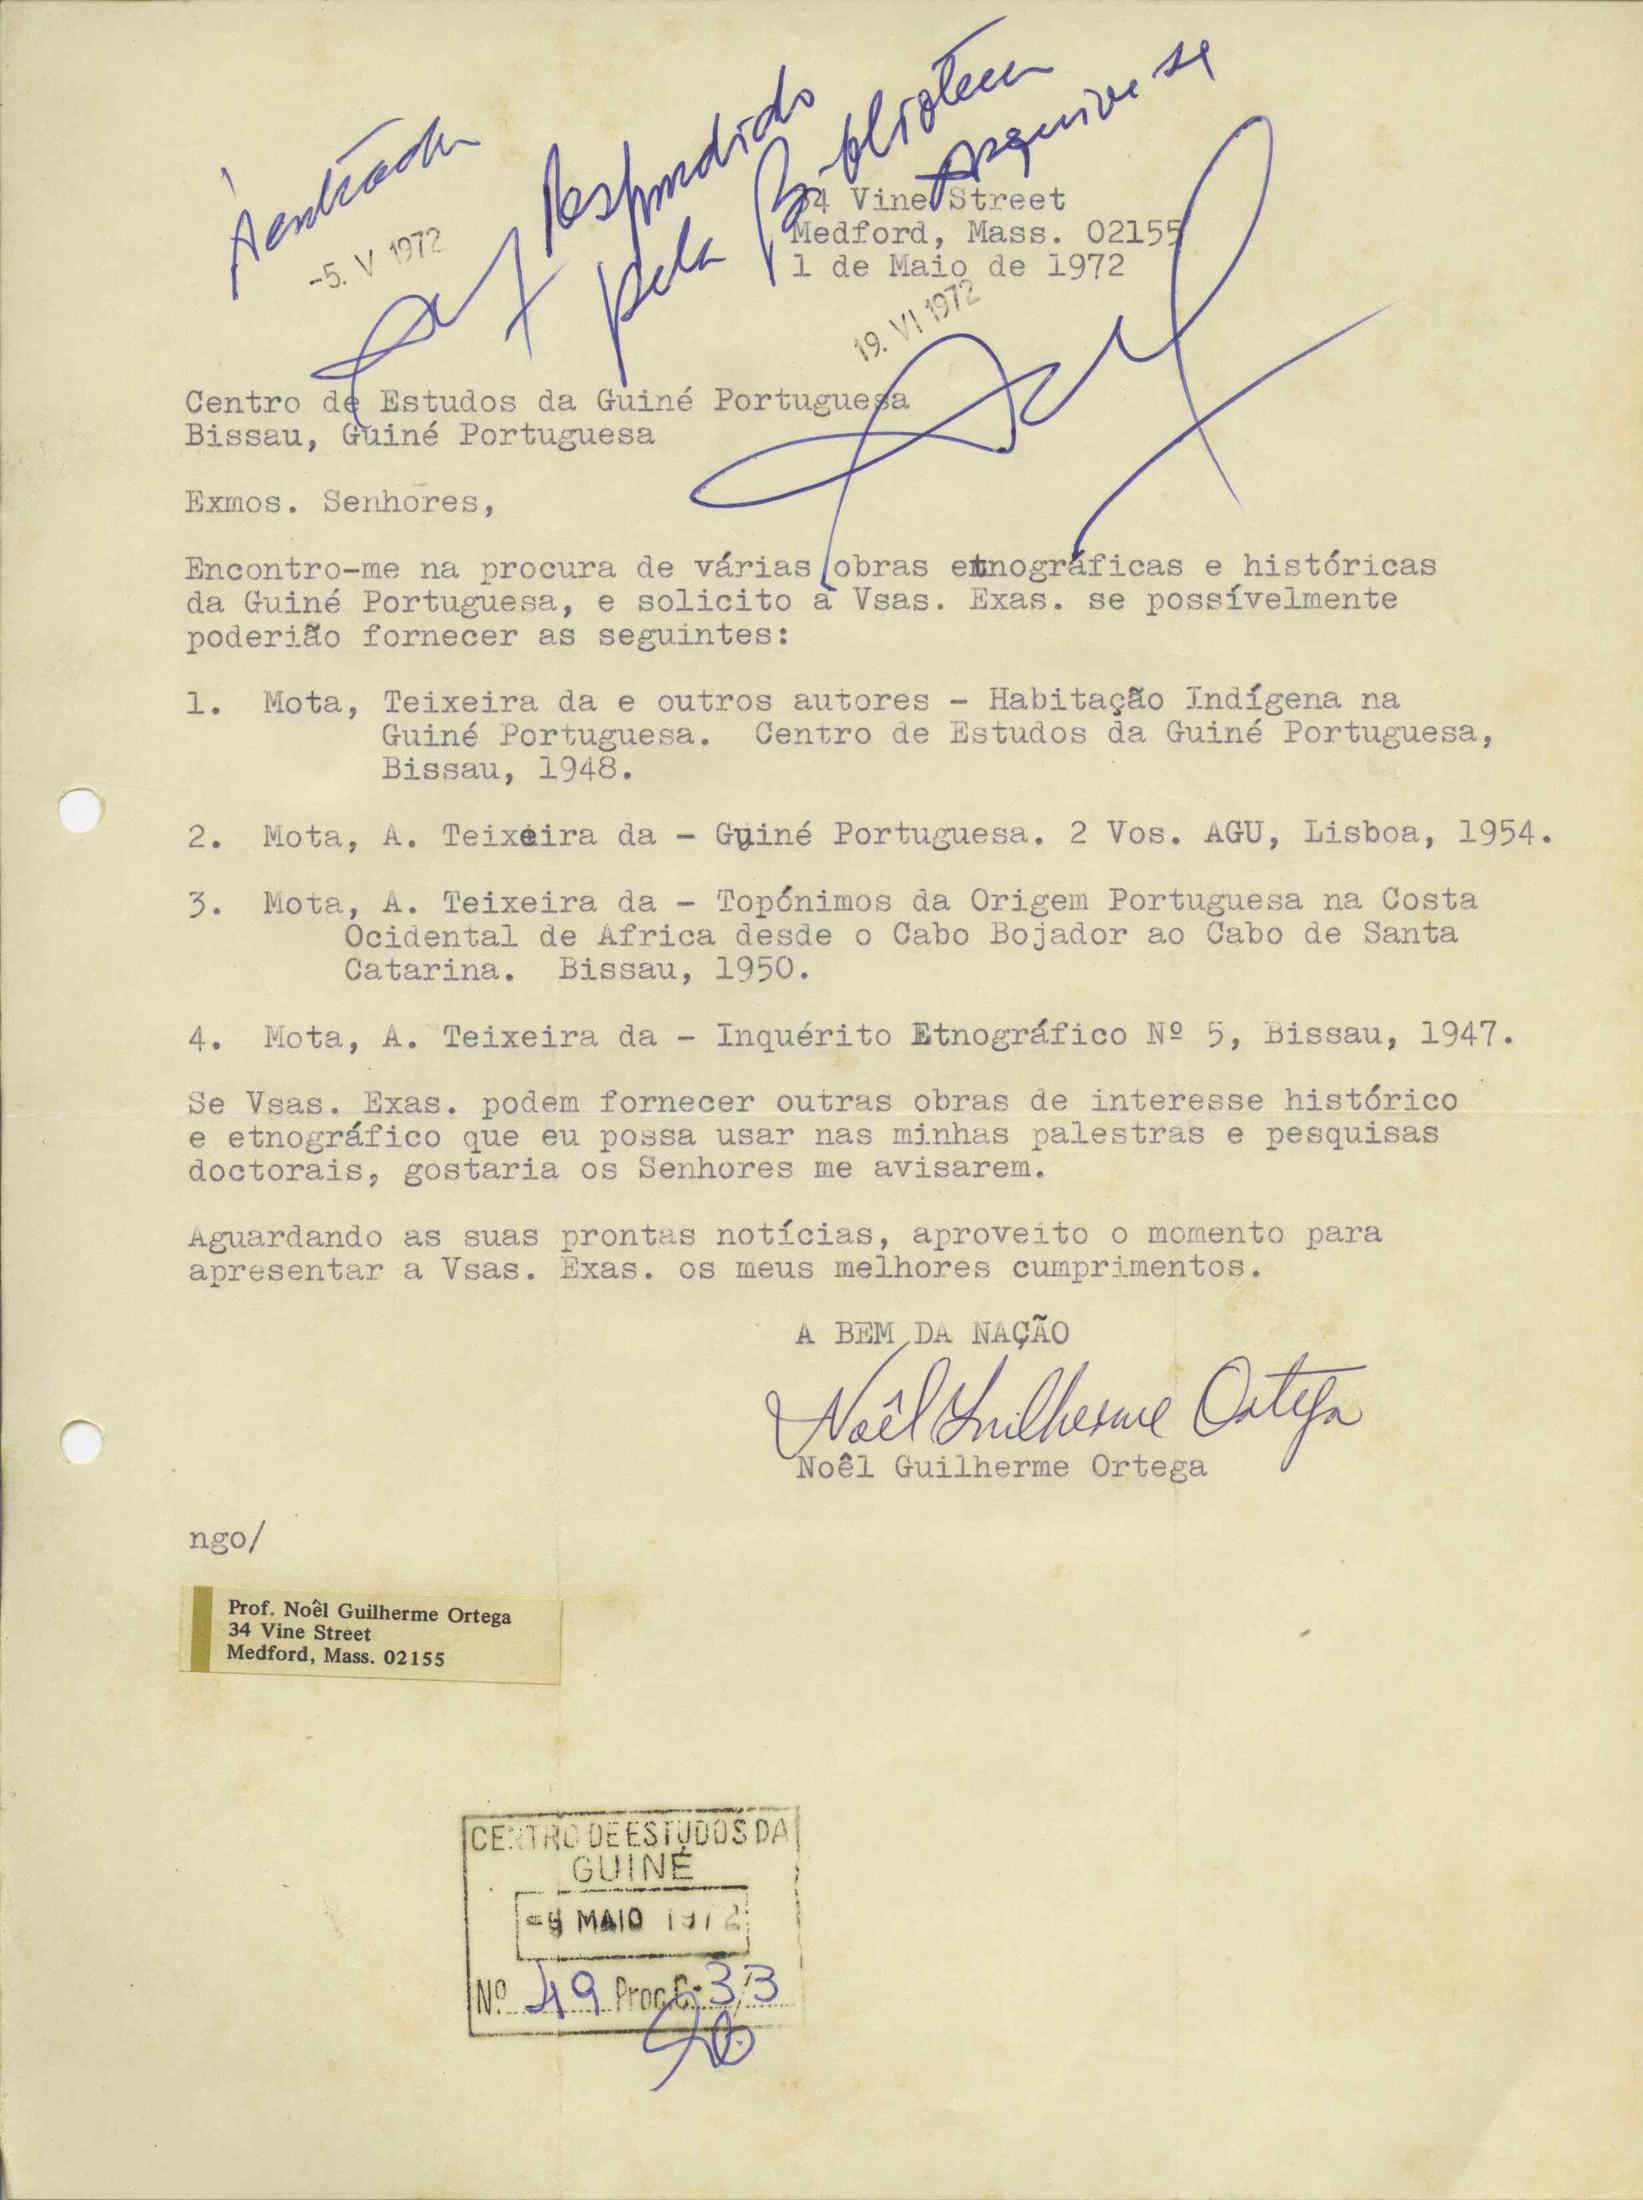 -5. V 1972
Respondido
pela Biblioteca
Arquive-se
34 Vine Street
Medford, Mass. 02155
1 de Maio de 1972
19. VI 1972
Centro de Estudos da Guiné Portuguesa
Bissau, Guiné Portuguesa
Exmos. Senhores,
Encontro-me na procura de várias obras etnográficas e históricas
da Guiné Portuguesa, e solicito a Vsas. Exas. se possívelmente
poderião fornecer as seguintes:
1. Mota, Teixeira da e outros autores - Habitação Indígena na
Guiné Portuguesa. Centro de Estudos da Guiné Portuguesa,
Bissau, 1948.
2. Mota, A. Teixeira da - Guiné Portuguesa. 2 Vos. AGU, Lisboa, 1954.
3. Mota, A. Teixeira da - Topónimos da Origem Portuguesa na Costa
Ocidental de Africa desde o Cabo Bojador ao Cabo de Santa
Catarina. Bissau, 1950.
4. Mota, A. Teixeira da - Inquérito Etnográfico Nº 5, Bissau, 1947.
Se Vsas. Exas. podem fornecer outras obras de interesse histórico
e etnográfico que eu possa usar nas minhas palestras e pesquisas
doctorais, gostaria os Senhores me avisarem.
Aguardando as suas prontas notícias, aproveito o momento para
apresentar a Vsas. Exas. os meus melhores cumprimentos.
A BEM DA NAÇÃO
Noêl Guilherme Ortega
Noêl Guilherme Ortega
ngo/
Prof. Noêl Guilherme Ortega
34 Vine Street
Medford, Mass. 02155
CENTRO DE ESTUDOS DA
GUINÉ
MAIO 1972
Nº 49 Proc. C-3/3